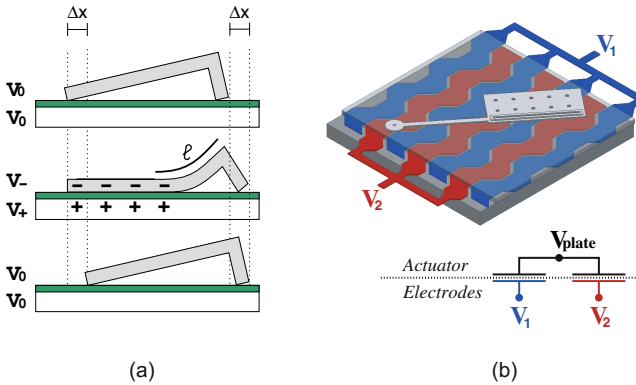 Δx Δx
V0
V0
ℓ
V−
− − − −
V+
+ + + +
V0
V0
(a)
V1
V2
Vplate
Actuator
Electrodes
V1 V2
(b)